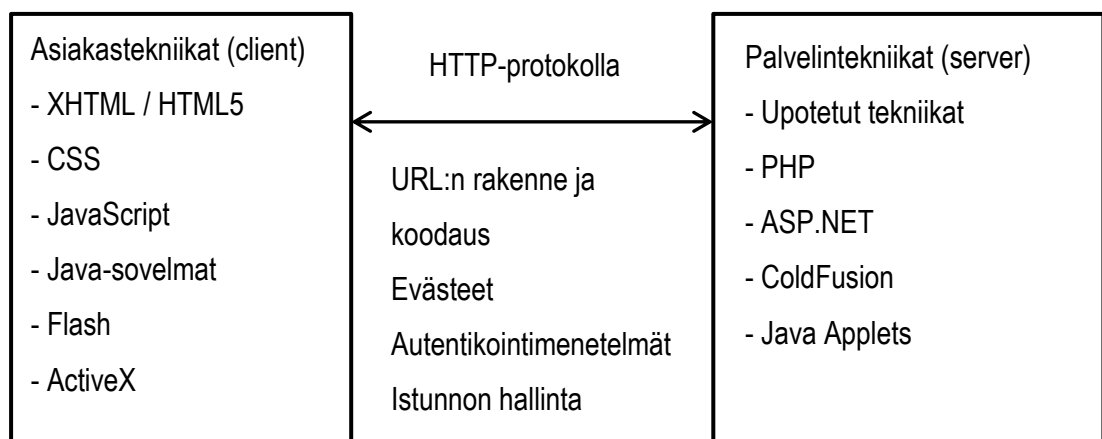 Asiakastekniikat (client)
- XHTML / HTML5
- CSS
- JavaScript
- Java-sovelmat
- Flash
- ActiveX
HTTP-protokolla
URL:n rakenne ja
koodaus
Evästeet
Autentikointimenetelmät
Istunnon hallinta
Palvelintekniikat (server)
- Upotetut tekniikat
- PHP
- ASP.NET
- ColdFusion
- Java Applets